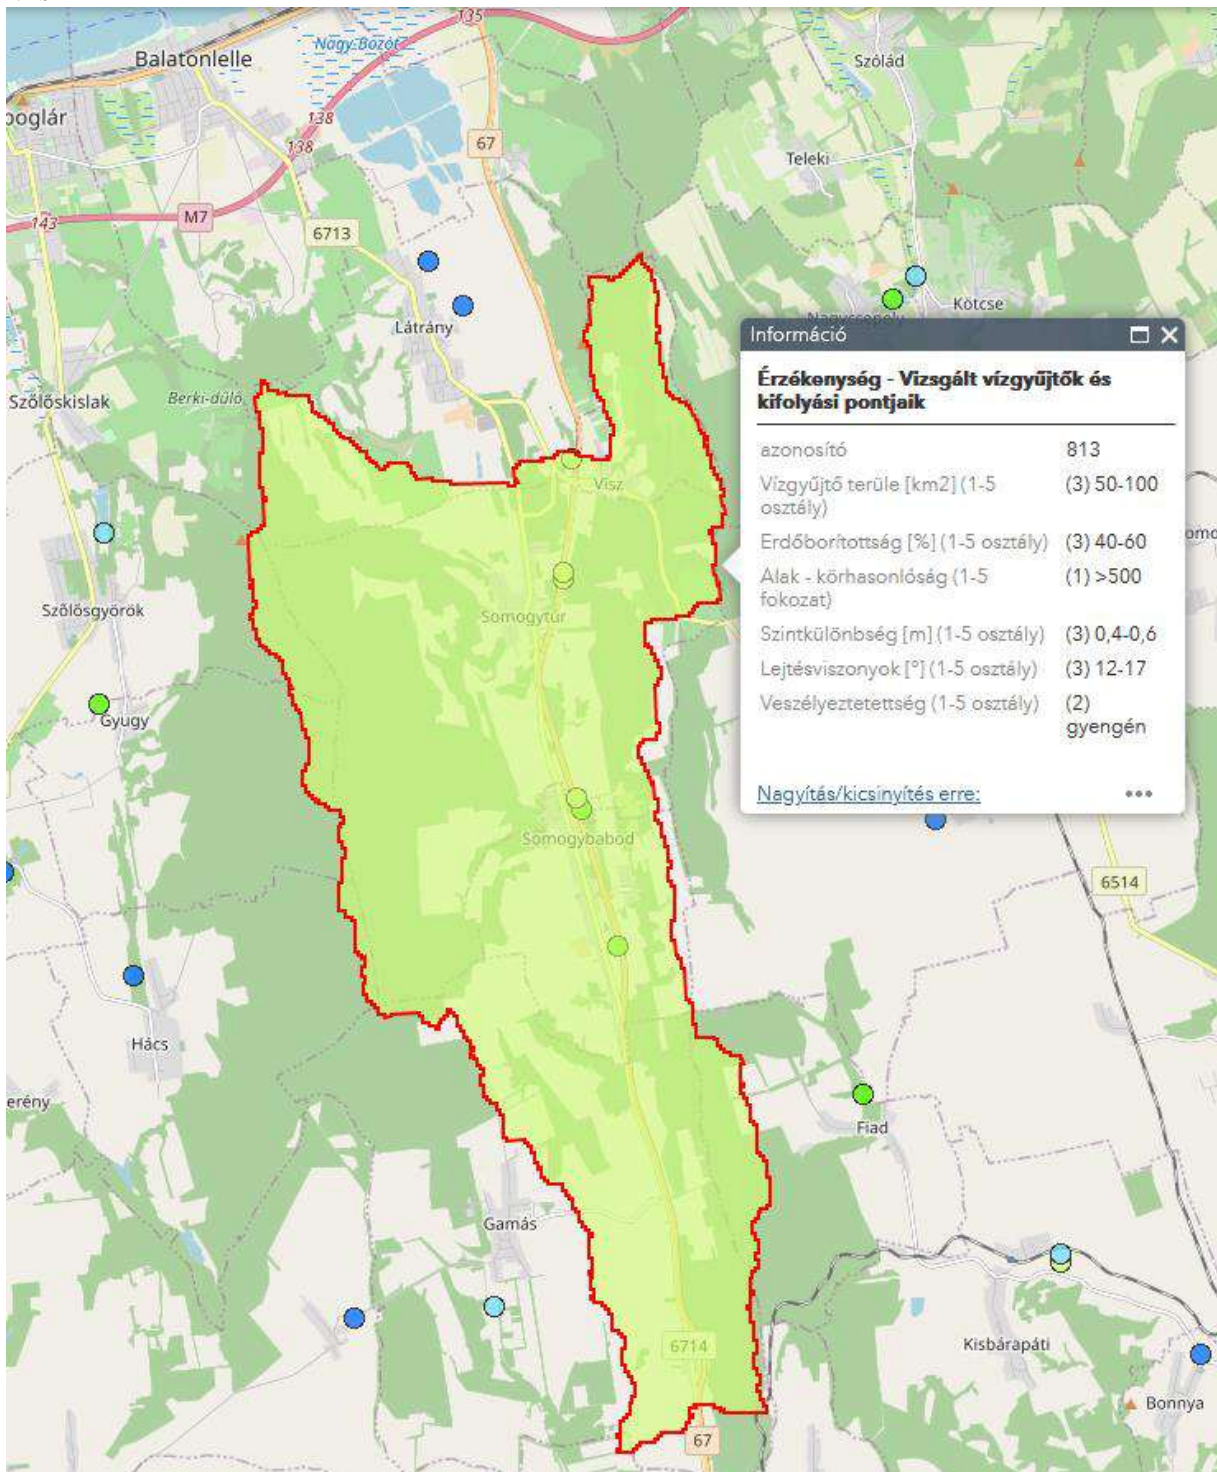 135
Balatonlelle
Nagy-Bozót
Szólád
boglár
138
138
67
Teleki
143
M7
6713
Kötcse
Látrány
Nagycsepely
Információ
Érzékenység - Vizsgált vízgyűjtők és
kifolyási pontjaik
azonosító 813
Vízgyűjtő terüle [km2] (1-5 (3) 50-100
osztály)
Erdőborítottság [%] (1-5 osztály) (3) 40-60
Alak - körhasonlóság (1-5 (1) >500
fokozat)
Szintkülönbség [m] (1-5 osztály) (3) 0,4-0,6
Lejtésviszonyok [°] (1-5 osztály) (3) 12-17
Veszélyeztetettség (1-5 osztály) (2)
gyengén
Nagyítás/kicsinyítés erre:
Szőlőskislak
Berki-dűlő
Visz
Szőlősgyörök
Somogytúr
Gyugy
Somogybabod
6514
Hács
erény
Fiad
Gamás
6714
Kisbárapáti
Bonnya
67